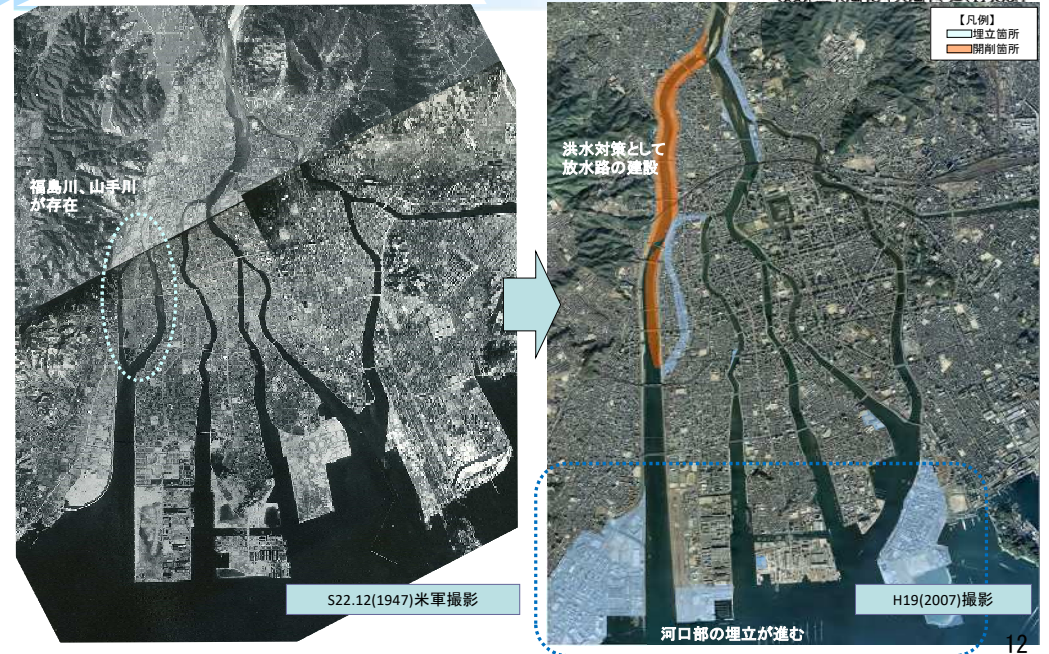 【凡例】
埋立箇所
開削箇所
福島川、山手川
が存在
洪水対策として
放水路の建設
S22.12(1947)米軍撮影
H19(2007)撮影
河口部の埋立が進む
12